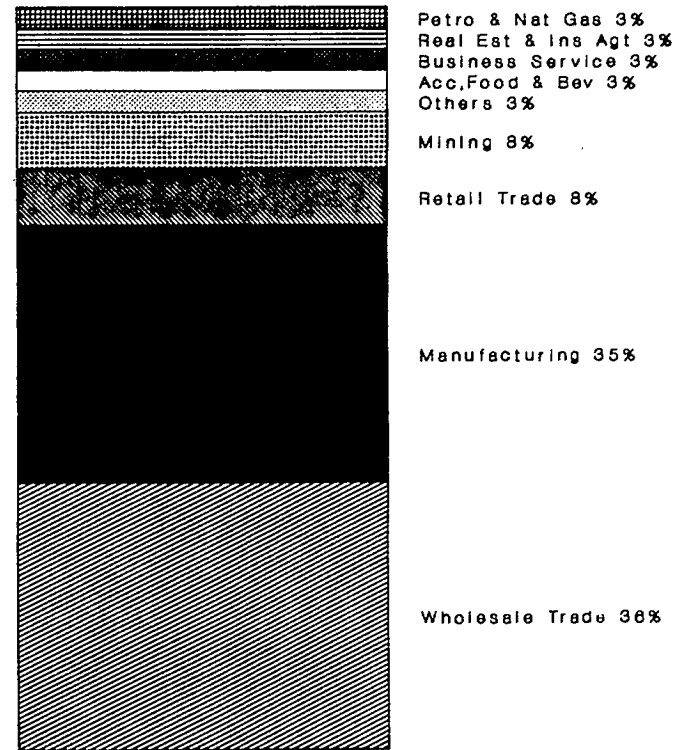 Petro & Nat Gas 3%
Real Est & Ins Agt 3%
Business Service 3%
Acc,Food & Bev 3%
Others 3%
Mining 8%
Retail Trade 8%
Manufacturing 35%
Wholesale Trade 36%